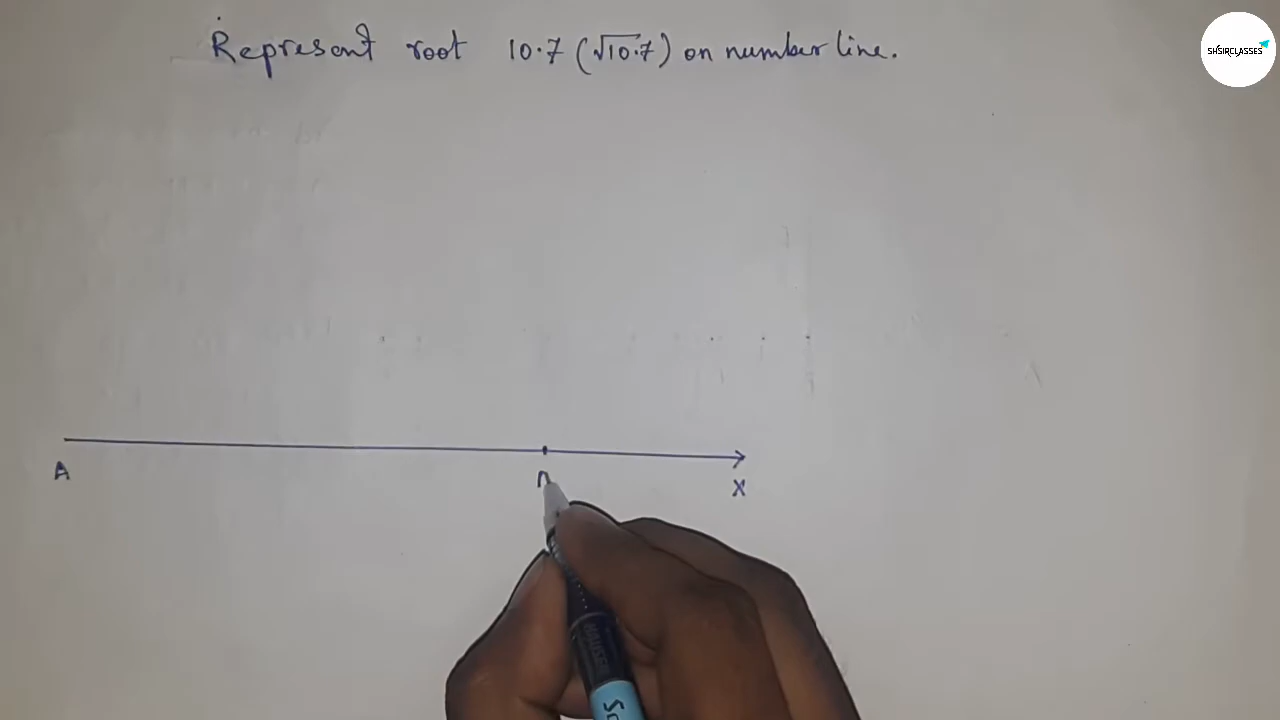 Represent root 10.7 (√10.7) on number line.
SHSIRCLASSES
A
X